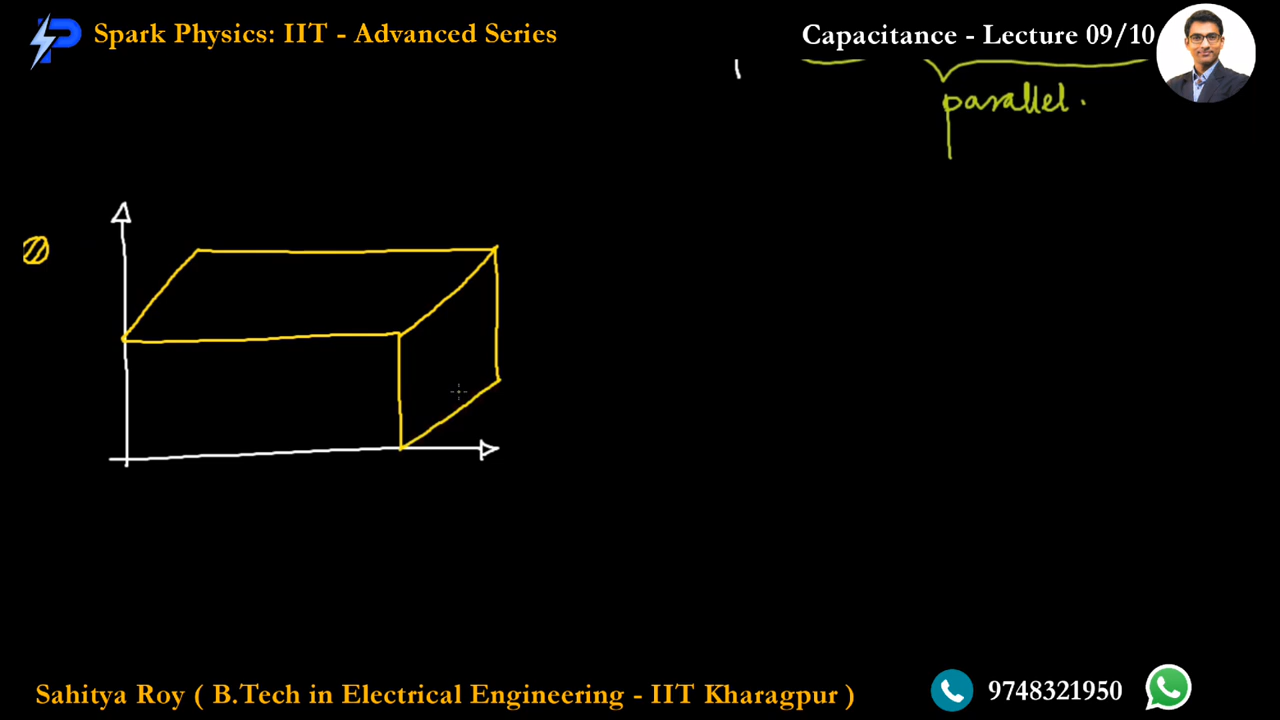 Spark Physics: IIT - Advanced Series
Capacitance - Lecture 09/10
parallel.
Sahitya Roy ( B.Tech in Electrical Engineering - IIT Kharagpur )
9748321950